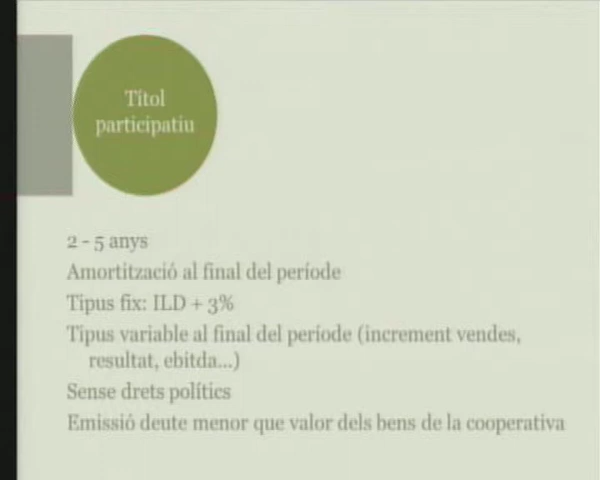 Títol
participatiu
2 - 5 anys
Amortització al final del període
Tipus fix: ILD + 3%
Tipus variable al final del període (increment vendes,
resultat, ebitda...)
Sense drets polítics
Emissió deute menor que valor dels bens de la cooperativa